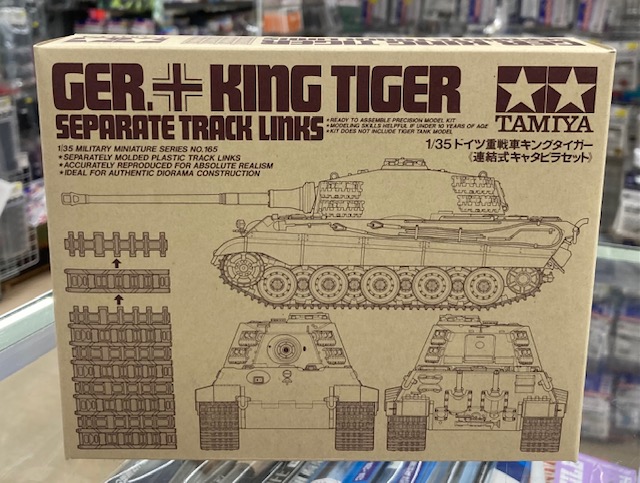 GER. KING TIGER
SEPARATE TRACK LINKS
• READY TO ASSEMBLE PRECISION MODEL KIT
• MODELING SKILLS HELPFUL IF UNDER 10 YEARS OF AGE
• KIT DOES NOT INCLUDE TIGER TANK MODEL
TAMIYA
1/35 MILITARY MINIATURE SERIES NO.165
• SEPARATELY MOLDED PLASTIC TRACK LINKS
• ACCURATELY REPRODUCED FOR ABSOLUTE REALISM
• IDEAL FOR AUTHENTIC DIORAMA CONSTRUCTION
1/35 ドイツ重戦車キングタイガー
(連結式キャタピラセット)